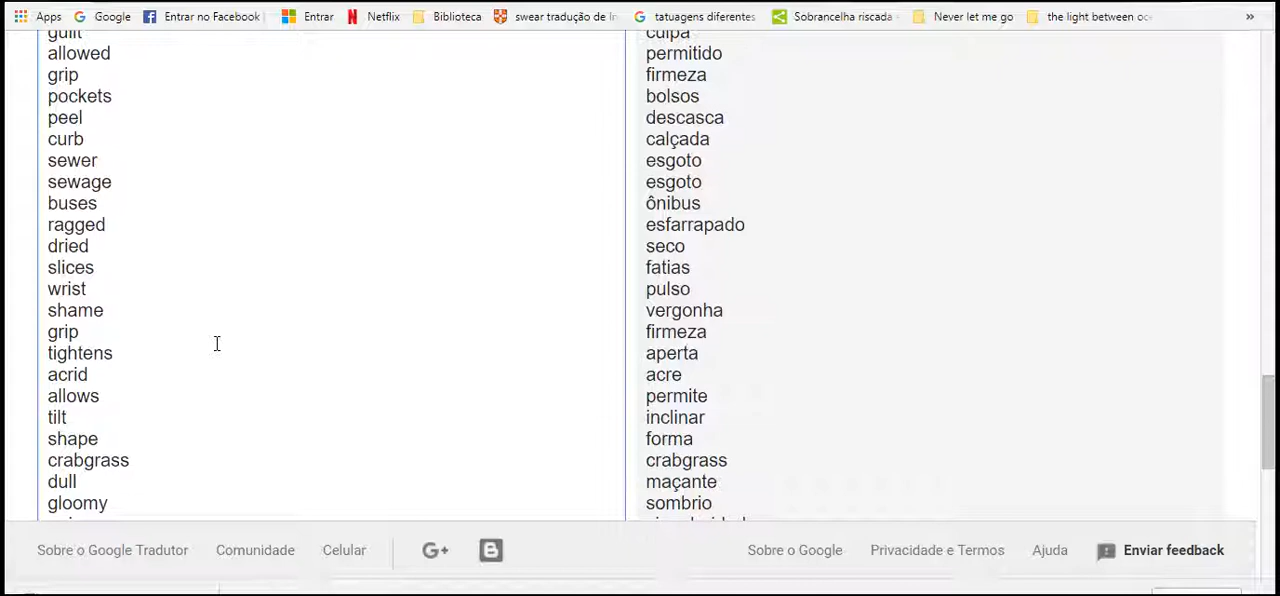 Apps Google Entrar no Facebook Entrar Netflix Biblioteca swear tradução de In tatuagens diferentes Sobrancelha riscada Never let me go the light between oc »
guilt culpa
allowed permitido
grip firmeza
pockets bolsos
peel descasca
curb calçada
sewer esgoto
sewage esgoto
buses ônibus
ragged esfarrapado
dried seco
slices fatias
wrist pulso
shame vergonha
grip firmeza
tightens aperta
acrid acre
allows permite
tilt inclinar
shape forma
crabgrass crabgrass
dull maçante
gloomy sombrio
Sobre o Google Tradutor Comunidade Celular G+ B Sobre o Google Privacidade e Termos Ajuda Enviar feedback